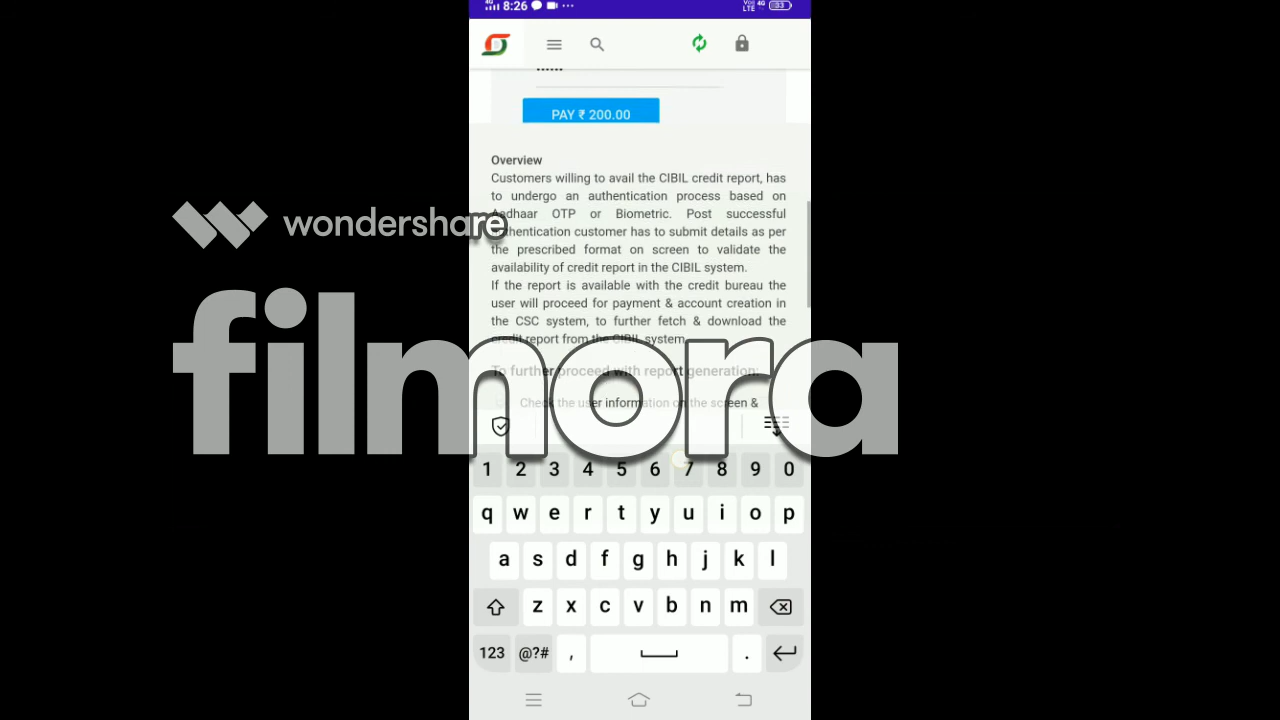 4G 8:26 VoD LTE 4G 33
PAY ₹ 200.00
Overview
Customers willing to avail the CIBIL credit report, has
to undergo an authentication process based on
Aadhaar OTP or Biometric. Post successful
authentication customer has to submit details as per
the prescribed format on screen to validate the
availability of credit report in the CIBIL system.
If the report is available with the credit bureau the
user will proceed for payment & account creation in
the CSC system, to further fetch & download the
credit report from the CIBIL system.
To further proceed with report generation:
Check the user information on the screen &
wondershare
filmora
1 2 3 4 5 6 7 8 9 0
q w e r t y u i o p
a s d f g h j k l
z x c v b n m
123 @?# , .